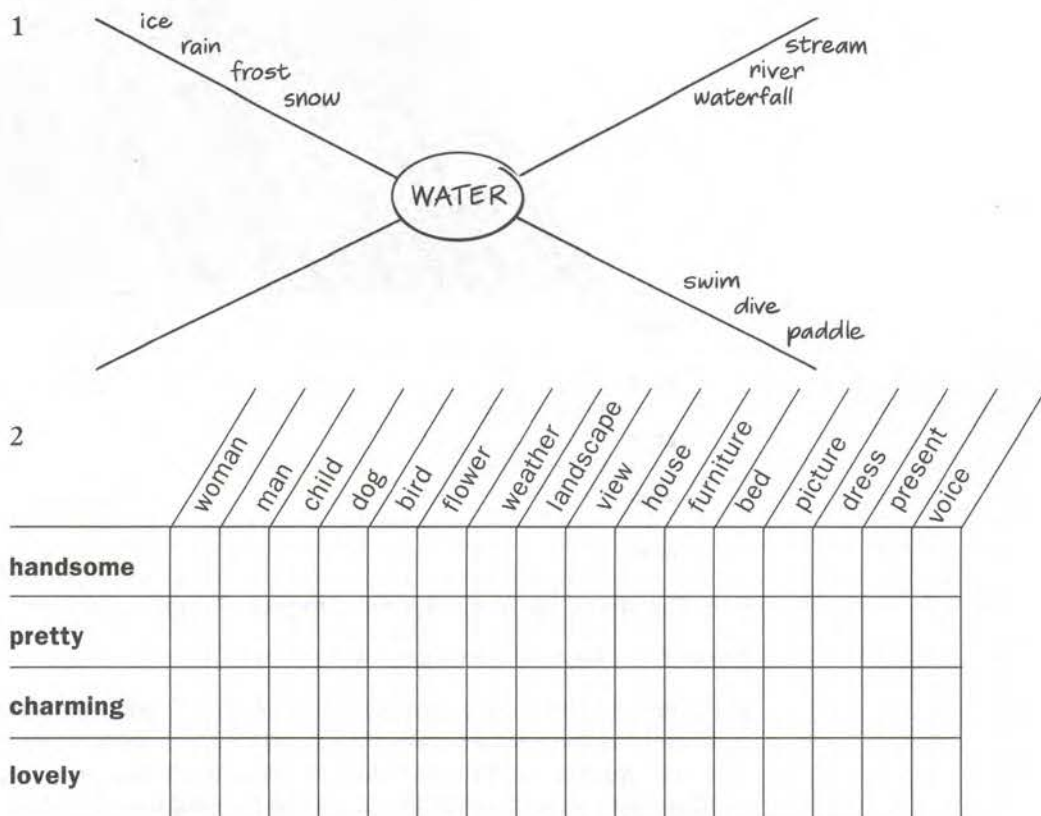 1
ice
rain
frost
snow
stream
river
waterfall
WATER
swim
dive
paddle
2
woman
man
child
dog
bird
flower
weather
landscape
view
house
furniture
bed
picture
dress
present
voice
handsome
pretty
charming
lovely